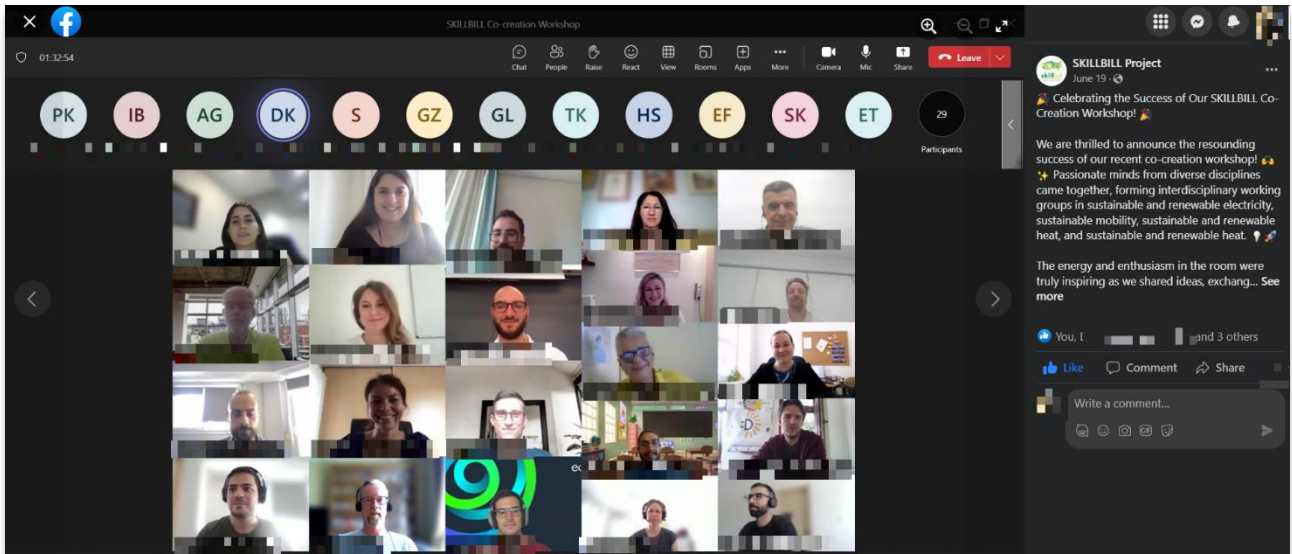 SKILLBILL Co-creation Workshop
01:32:54
Chat People Raise React View Rooms Apps More Camera Mic Share Leave
PK IB AG DK S GZ GL TK HS EF SK ET 29
Participants
SKILLBILL Project
June 19
🎉 Celebrating the Success of Our SKILLBILL Co-
Creation Workshop! 🎉
We are thrilled to announce the resounding
success of our recent co-creation workshop! 🙌
✨ Passionate minds from diverse disciplines
came together, forming interdisciplinary working
groups in sustainable and renewable electricity,
sustainable mobility, sustainable and renewable
heat, and sustainable and renewable heat. 💡 🚀
The energy and enthusiasm in the room were
truly inspiring as we shared ideas, exchang... See
more
You, and 3 others
Like Comment Share
Write a comment...
GIF